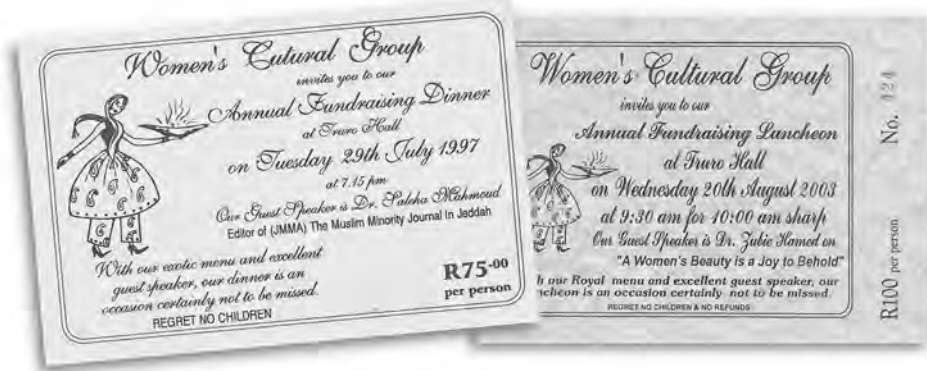 Women's Cutural Group
invites you to our
Annual Fundraising Dinner
at Truro Hall
on Tuesday 29th July 1997
at 7.15 pm
Our Guest Speaker is Dr. Saleha Mahmoud
Editor of (JMMA) The Muslim Minority Journal In Jeddah
With our exotic menu and excellent
guest speaker, our dinner is an
occasion certainly not to be missed.
REGRET NO CHILDREN
R75.00
per person
Women's Cultural Group
invites you to our
Annual Fundraising Luncheon
at Truro Hall
on Wednesday 20th August 2003
at 9:30 am for 10:00 am sharp
Our Guest Speaker is Dr. Zubie Hamed on
"A Women's Beauty is a Joy to Behold"
h our Royal menu and excellent guest speaker, our
ncheon is an occasion certainly not to be missed.
REGRET NO CHILDREN & NO REFUNDS
R100 per person
No. 424